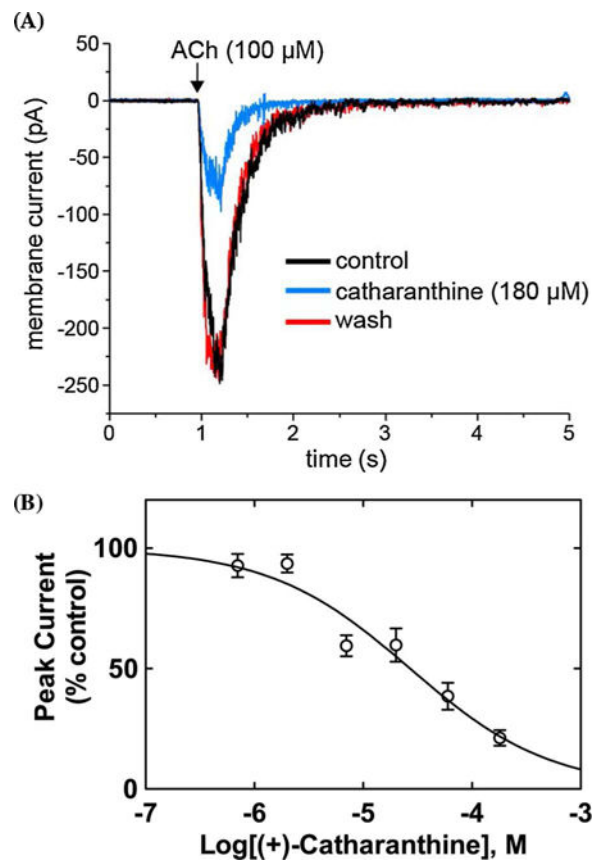 (A)
50
ACh (100 µM)
0
-50
-100
-150
-200
-250
membrane current (pA)
control
catharanthine (180 µM)
wash
0 1 2 3 4 5
time (s)
(B)
100
50
0
Peak Current
(% control)
-7 -6 -5 -4 -3
Log[(+)-Catharanthine], M